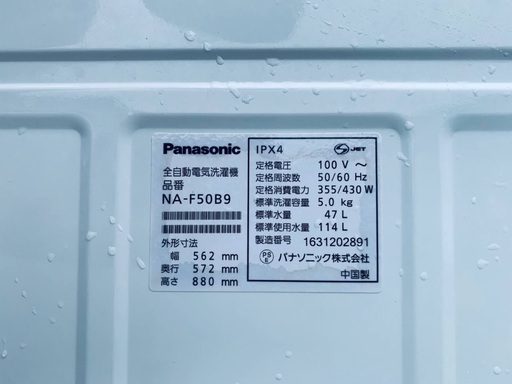 Panasonic
全自動電気洗濯機
品番
NA-F50B9
外形寸法
幅 562 mm
奥行 572 mm
高さ 880 mm
IPX4
S JET
定格電圧 100 V ～
定格周波数 50/60 Hz
定格消費電力 355/430 W
標準洗濯容量 5.0 kg
標準水量 47 L
標準使用水量 114 L
製造番号 1631202891
PS E パナソニック株式会社
中国製